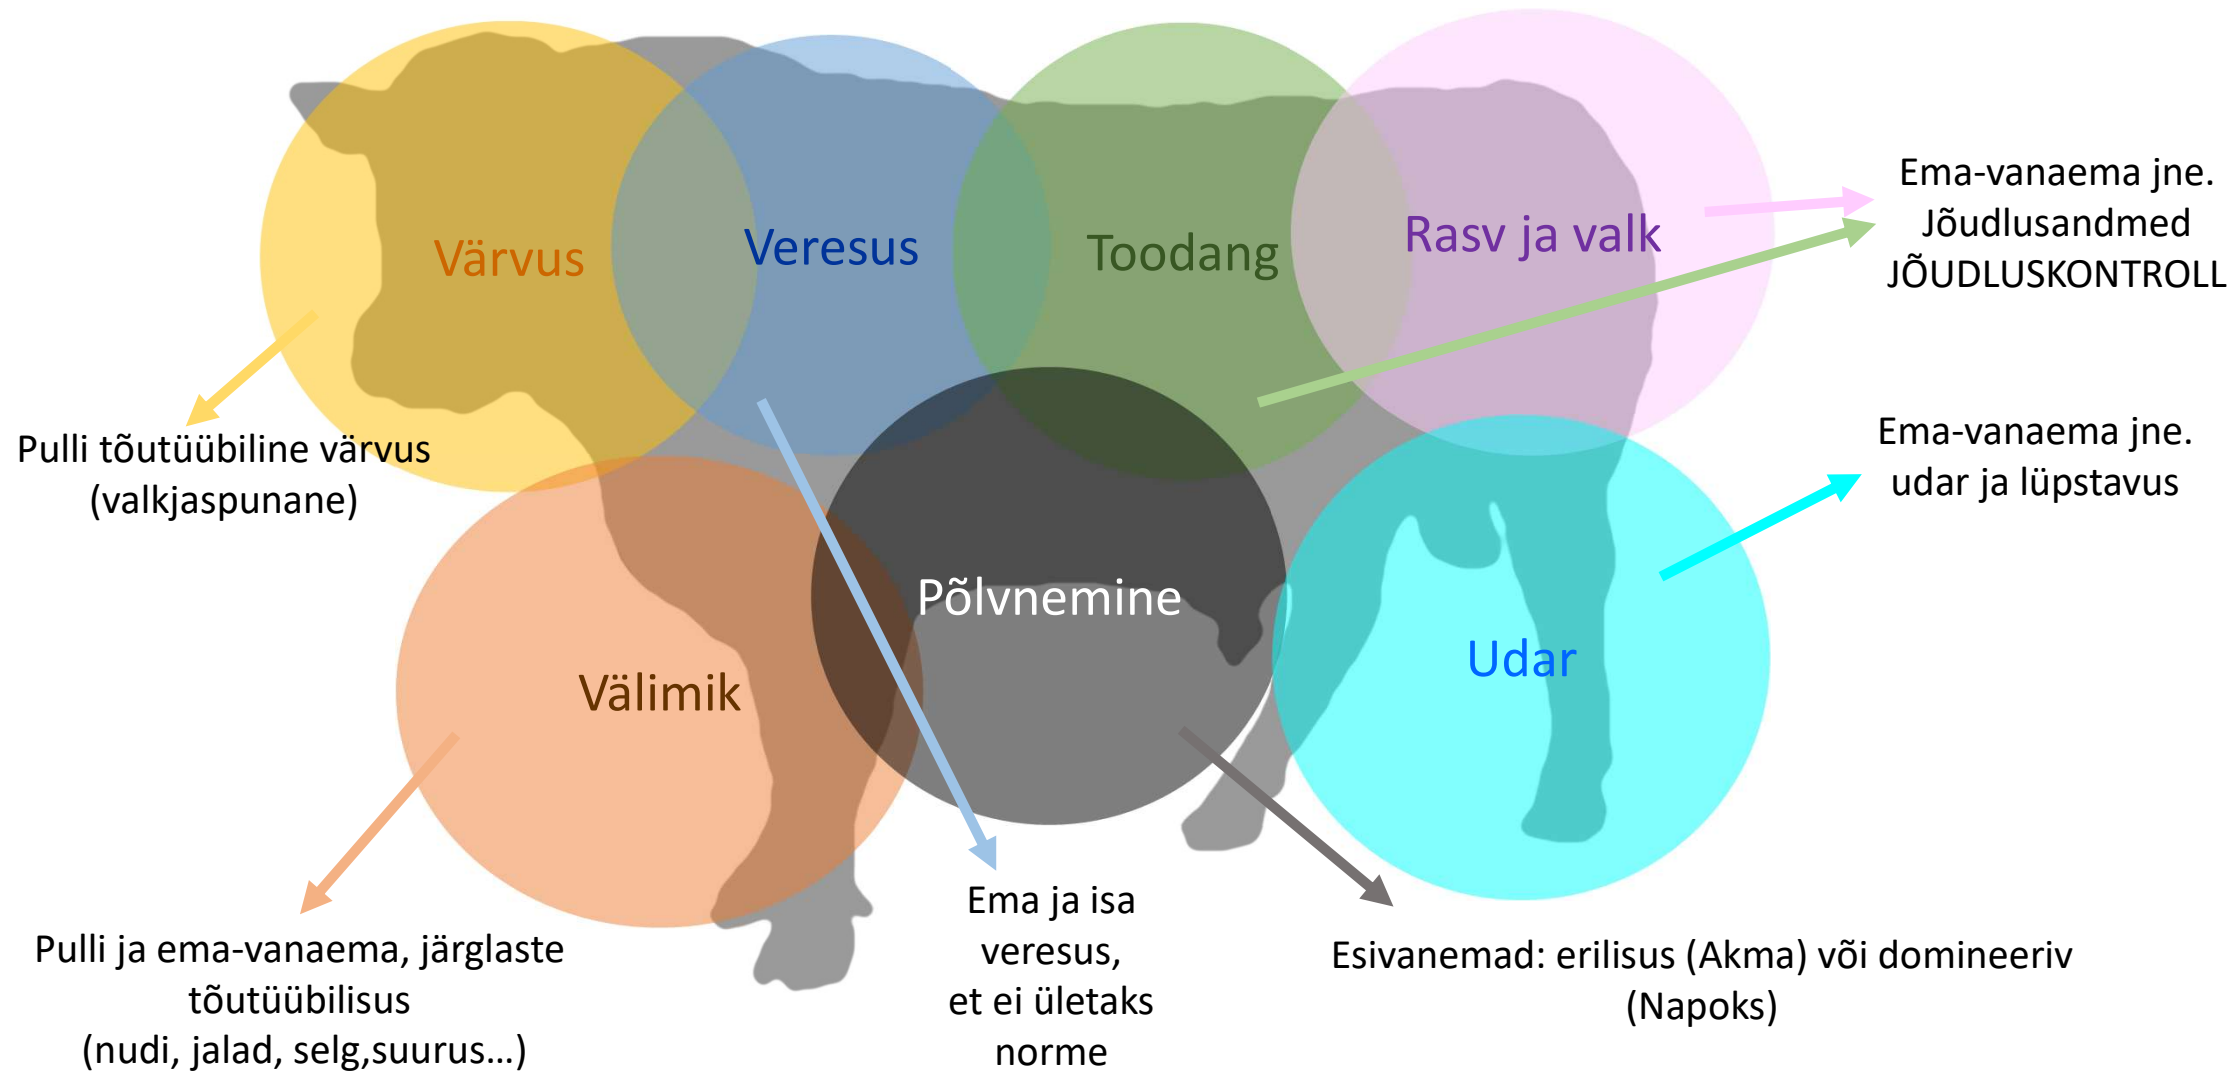 Värvus
Veresus
Toodang
Rasv ja valk
Ema-vanaema jne.
Jõudlusandmed
JÕUDLUSKONTROLL
Pulli tõutüübiline värvus
(valkjaspunane)
Ema-vanaema jne.
udar ja lüpstavus
Põlvnemine
Välimik
Udar
Pulli ja ema-vanaema, järglaste
tõutüübilisus
(nudi, jalad, selg,suurus...)
Ema ja isa
veresus,
et ei ületaks
norme
Esivanemad: erilisus (Akma) või domineeriv
(Napoks)